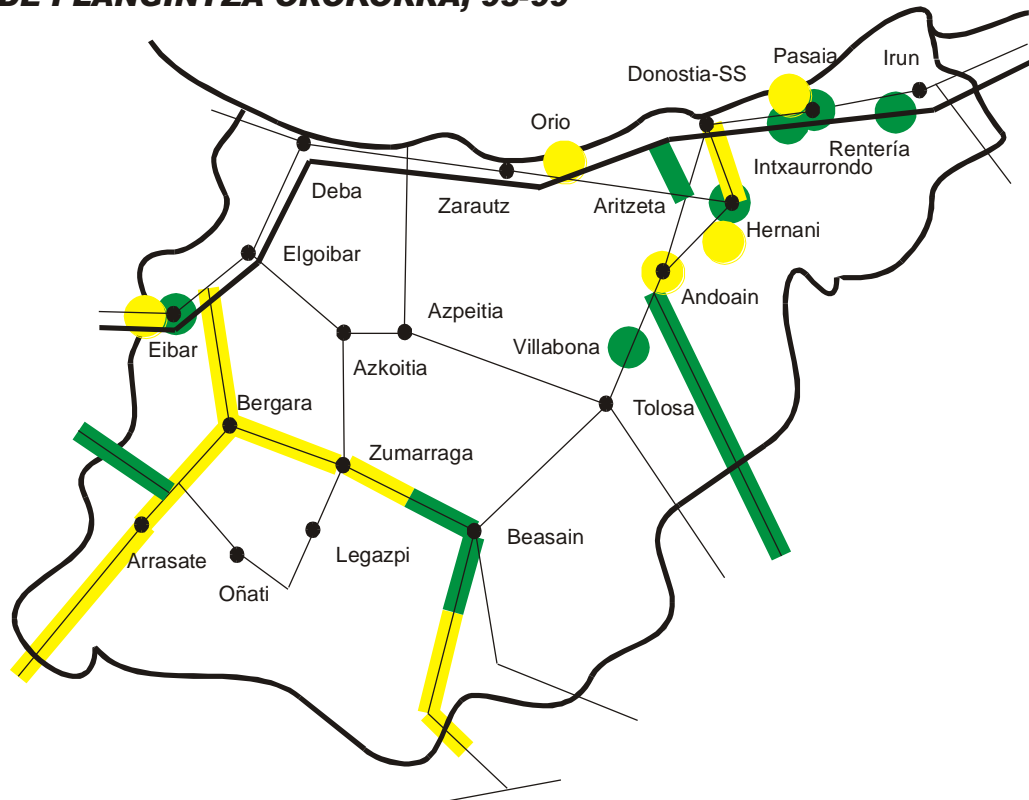 PLANGINTZA OROKORRA, 93-99
Pasaia
Irun
Donostia-SS
Orio
Rentería
Intxaurrondo
Deba
Zarautz
Aritzeta
Hernani
Elgoibar
Andoain
Azpeitia
Eibar
Villabona
Azkoitia
Bergara
Tolosa
Zumarraga
Beasain
Arrasate
Legazpi
Oñati